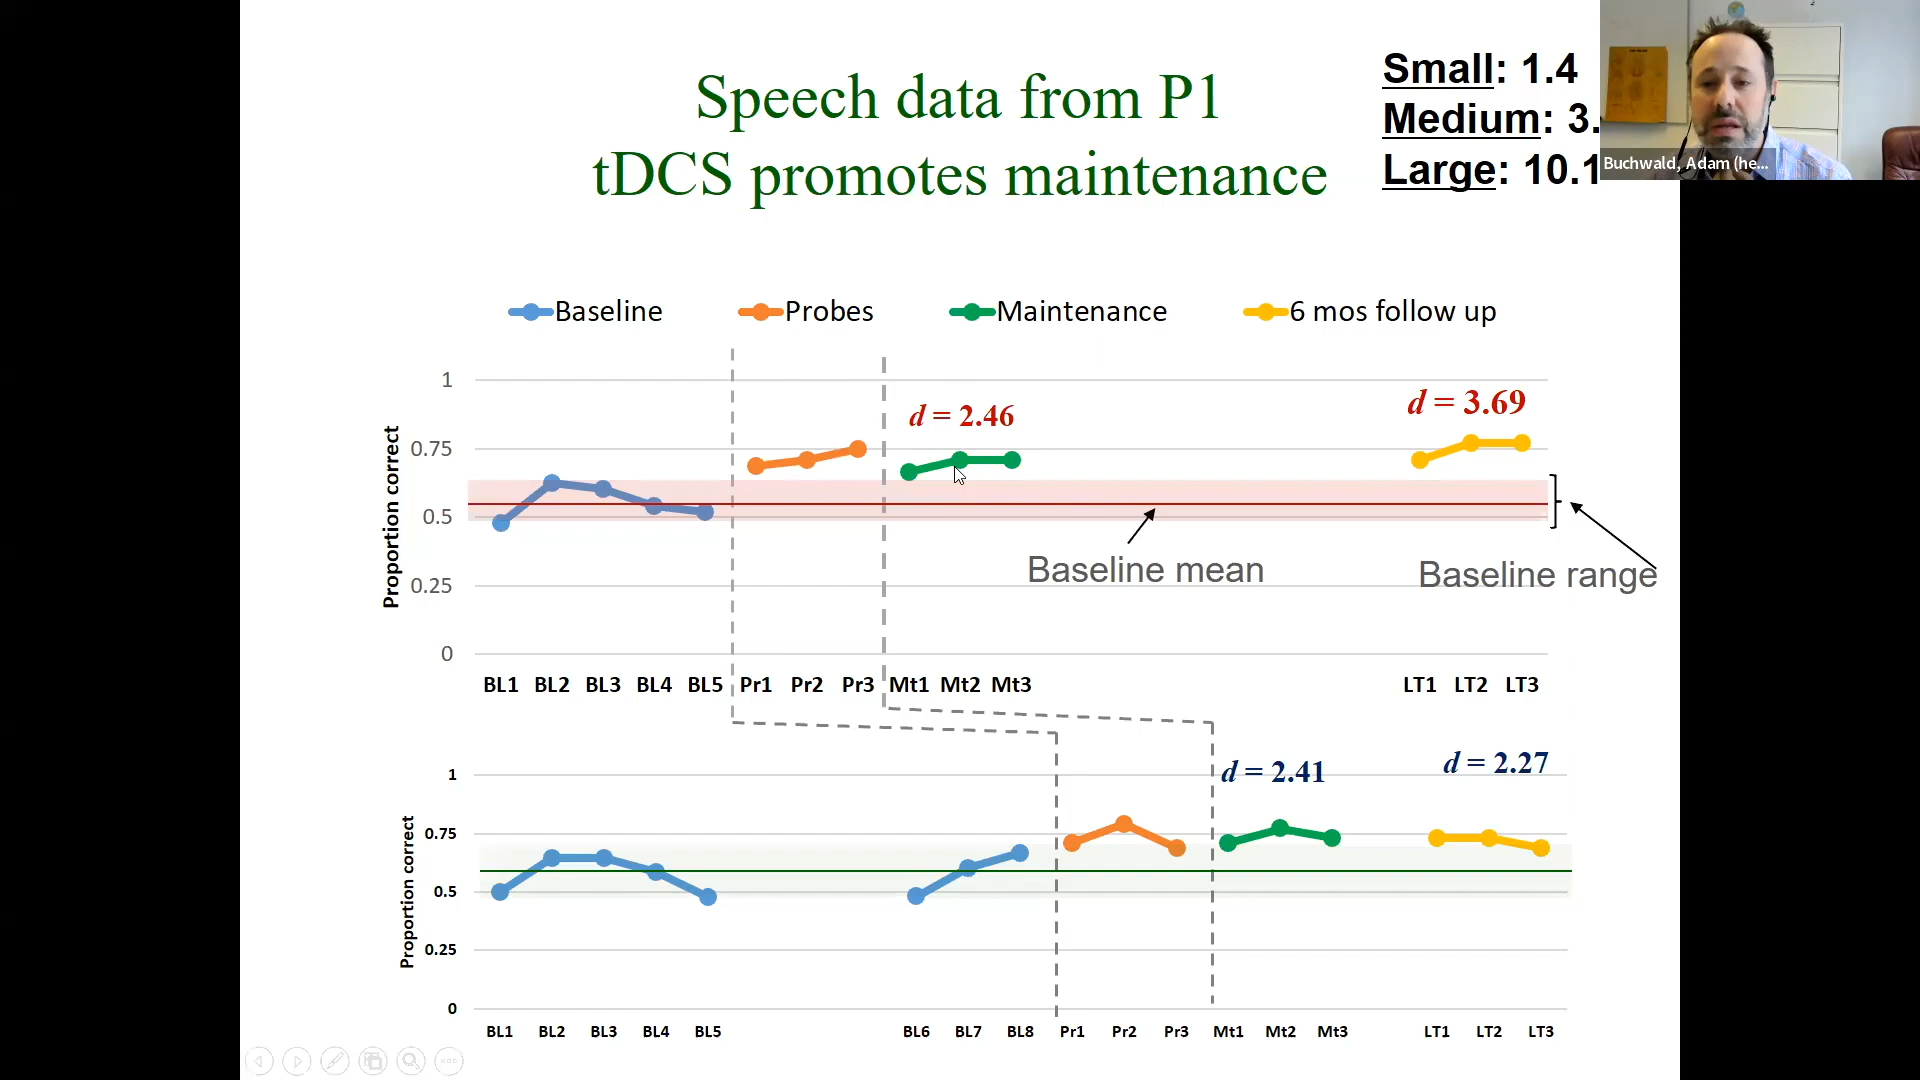 Speech data from P1
tDCS promotes maintenance
Small: 1.4
Medium: 3.
Large: 10.1
Buchwald, Adam (he...
Baseline Probes Maintenance 6 mos follow up
Proportion correct
1
0.75
0.5
0.25
0
d = 2.46
d = 3.69
Baseline mean
Baseline range
BL1 BL2 BL3 BL4 BL5 Pr1 Pr2 Pr3 Mt1 Mt2 Mt3 LT1 LT2 LT3
Proportion correct
1
0.75
0.5
0.25
0
d = 2.41
d = 2.27
BL1 BL2 BL3 BL4 BL5 BL6 BL7 BL8 Pr1 Pr2 Pr3 Mt1 Mt2 Mt3 LT1 LT2 LT3